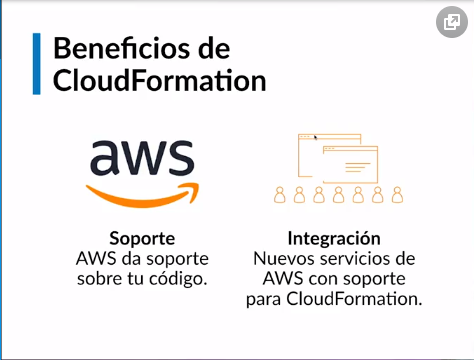 Beneficios de
CloudFormation
aws
Soporte
AWS da soporte
sobre tu código.
Integración
Nuevos servicios de
AWS con soporte
para CloudFormation.